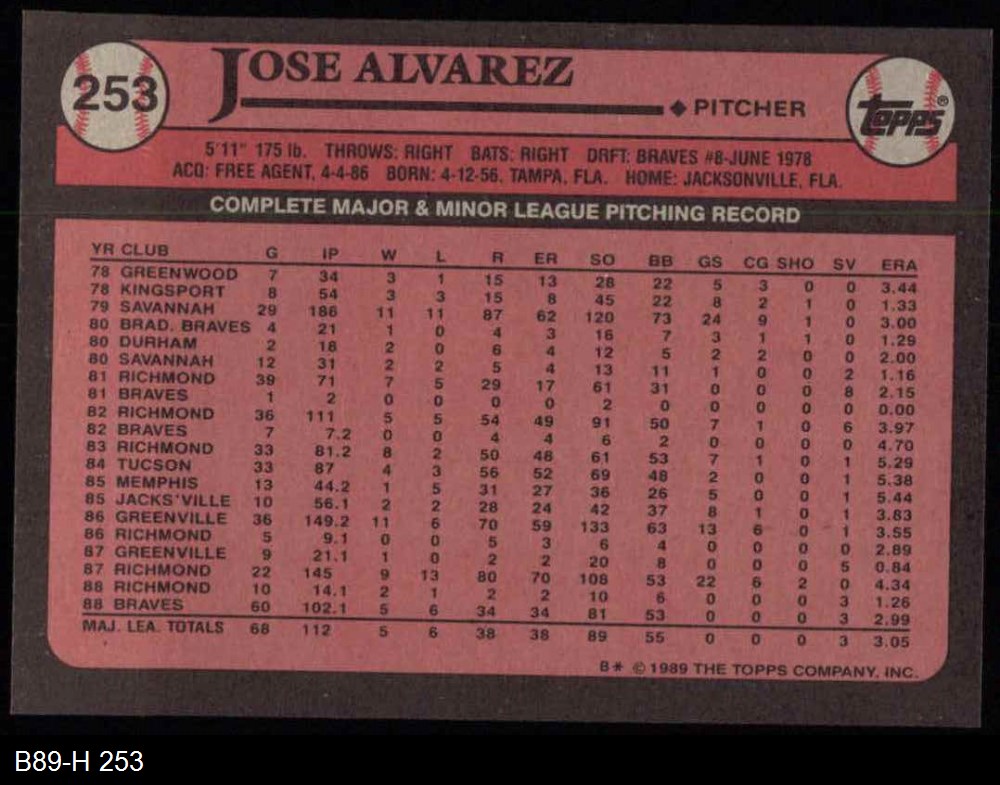 253
JOSE ALVAREZ
◆ PITCHER
TOPPS®
5'11" 175 lb. THROWS: RIGHT BATS: RIGHT DRFT: BRAVES #8-JUNE 1978
ACQ: FREE AGENT, 4-4-86 BORN: 4-12-56, TAMPA, FLA. HOME: JACKSONVILLE, FLA.
COMPLETE MAJOR & MINOR LEAGUE PITCHING RECORD
YR CLUB G IP W L R ER SO BB GS CG SHO SV ERA
78 GREENWOOD 7 34 3 1 15 13 28 22 5 3 0 0 3.44
78 KINGSPORT 8 54 3 3 15 8 45 22 8 2 1 0 1.33
79 SAVANNAH 29 186 11 11 87 62 120 73 24 9 1 0 3.00
80 BRAD. BRAVES 4 21 1 0 4 3 16 7 3 1 1 0 1.29
80 DURHAM 2 18 2 0 6 4 12 5 2 2 0 0 2.00
80 SAVANNAH 12 31 2 2 5 4 13 11 1 0 0 2 1.16
81 RICHMOND 39 71 7 5 29 17 61 31 0 0 0 8 2.15
81 BRAVES 1 2 0 0 0 0 2 0 0 0 0 0 0.00
82 RICHMOND 36 111 5 5 54 49 91 50 7 1 0 6 3.97
82 BRAVES 7 7.2 0 0 4 4 6 2 0 0 0 0 4.70
83 RICHMOND 33 81.2 8 2 50 48 61 53 7 1 0 1 5.29
84 TUCSON 33 87 4 3 56 52 69 48 2 0 0 1 5.38
85 MEMPHIS 13 44.2 1 5 31 27 36 26 5 0 0 1 5.44
85 JACKS'VILLE 10 56.1 2 2 28 24 42 37 8 1 0 1 3.83
86 GREENVILLE 36 149.2 11 6 70 59 133 63 13 6 0 1 3.55
86 RICHMOND 5 9.1 0 0 5 3 6 4 0 0 0 0 2.89
87 GREENVILLE 9 21.1 1 0 2 2 20 8 0 0 0 5 0.84
87 RICHMOND 22 145 9 13 80 70 108 53 22 6 2 0 4.34
88 RICHMOND 10 14.1 2 1 2 2 10 6 0 0 0 3 1.26
88 BRAVES 60 102.1 5 6 34 34 81 53 0 0 0 3 2.99
MAJ. LEA. TOTALS 68 112 5 6 38 38 89 55 0 0 0 3 3.05
B* © 1989 THE TOPPS COMPANY, INC.
B89-H 253